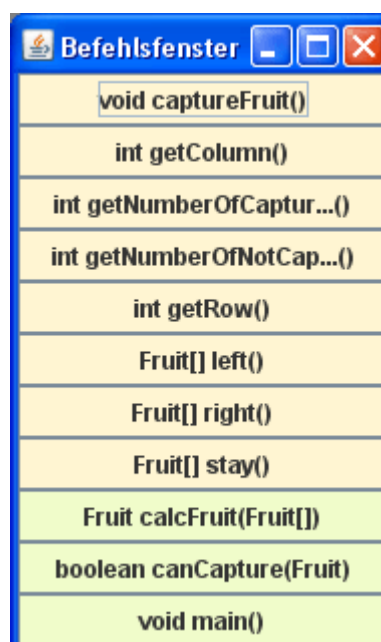 Befehlsfenster
void captureFruit()
int getColumn()
int getNumberOfCaptur...()
int getNumberOfNotCap...()
int getRow()
Fruit[] left()
Fruit[] right()
Fruit[] stay()
Fruit calcFruit(Fruit[])
boolean canCapture(Fruit)
void main()